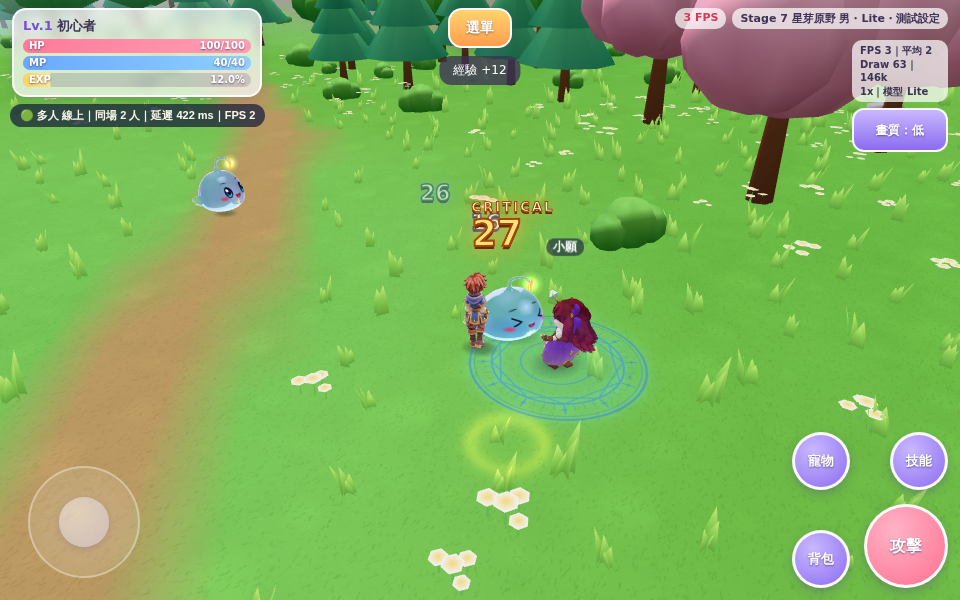 Lv.1 初心者
HP 100/100
MP 40/40
EXP 12.0%
🟢 多人 線上｜同場 2 人｜延遲 422 ms｜FPS 2
選單
經驗 +12
3 FPS
Stage 7 星芽原野 男・Lite・測試設定
FPS 3｜平均 2
Draw 63｜
146k
1x｜模型 Lite
畫質：低
26
CRITICAL
27
小願
寵物
技能
背包
攻擊